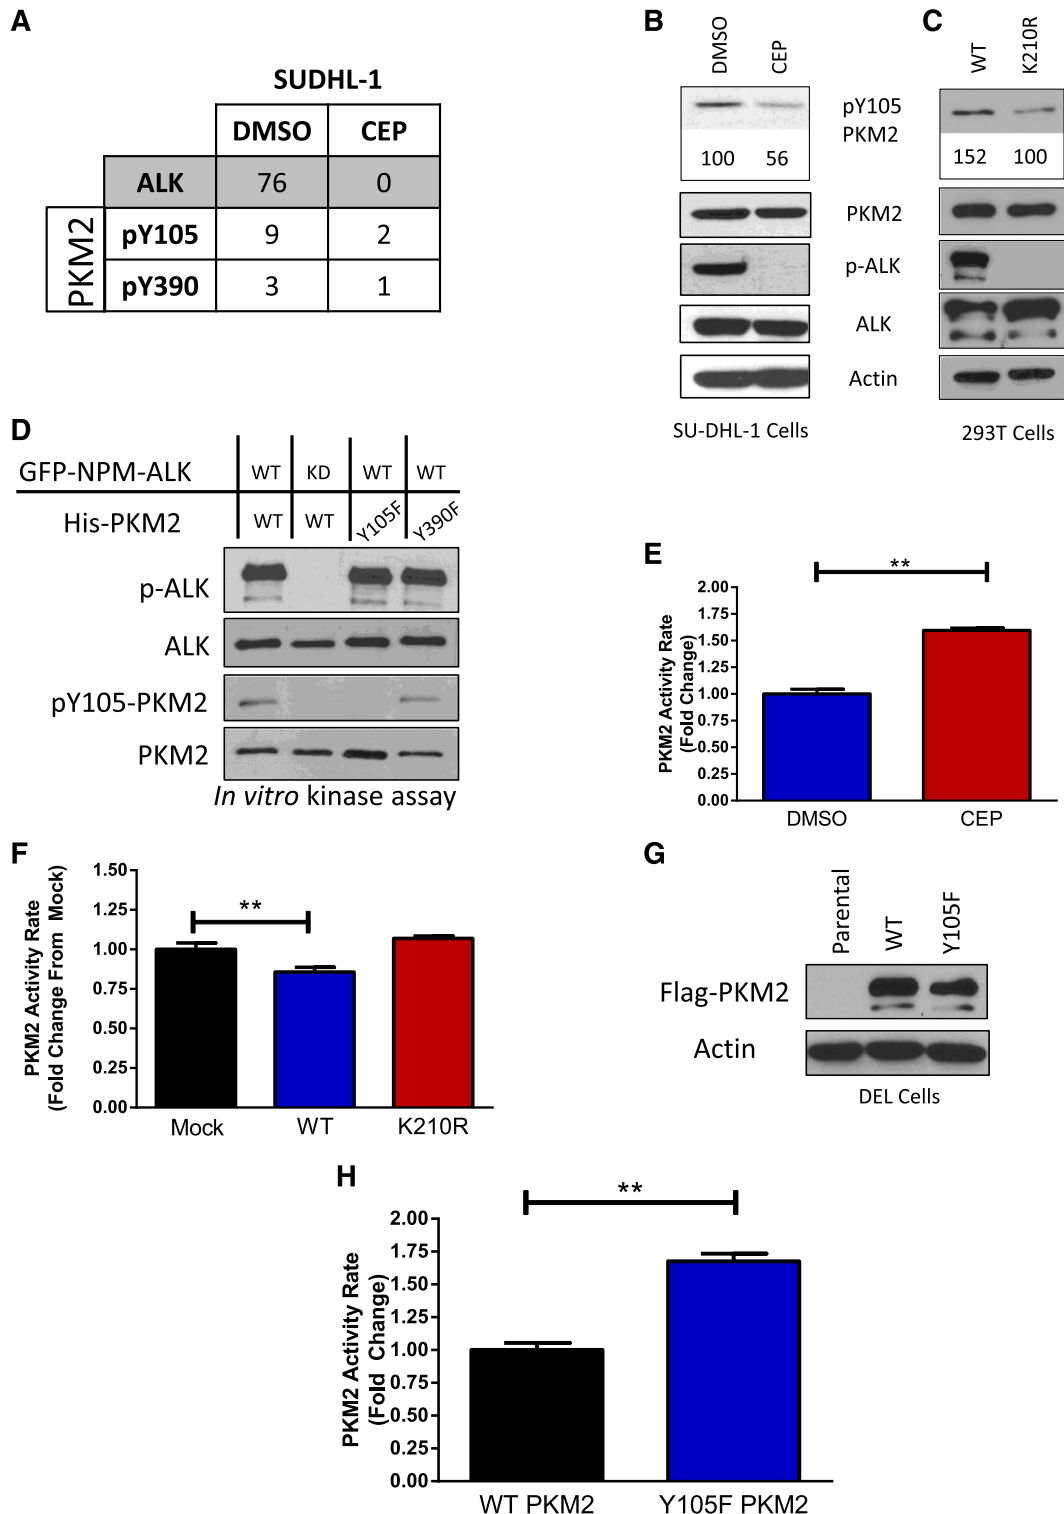 A
SUDHL-1
DMSO CEP
ALK 76 0
PKM2
pY105 9 2
pY390 3 1
B
DMSO CEP
100 56
SU-DHL-1 Cells
pY105
PKM2
PKM2
p-ALK
ALK
Actin
C
WT K210R
152 100
293T Cells
D
GFP-NPM-ALK WT KD WT WT
His-PKM2 WT WT Y105F Y390F
p-ALK
ALK
pY105-PKM2
PKM2
In vitro kinase assay
E
**
PKM2 Activity Rate
(Fold Change)
2.00
1.75
1.50
1.25
1.00
0.75
0.50
0.25
0.00
DMSO CEP
F
**
PKM2 Activity Rate
(Fold Change From Mock)
1.50
1.25
1.00
0.75
0.50
0.25
0.00
Mock WT K210R
G
Parental WT Y105F
Flag-PKM2
Actin
DEL Cells
H
**
PKM2 Activity Rate
(Fold Change)
2.00
1.75
1.50
1.25
1.00
0.75
0.50
0.25
0.00
WT PKM2 Y105F PKM2